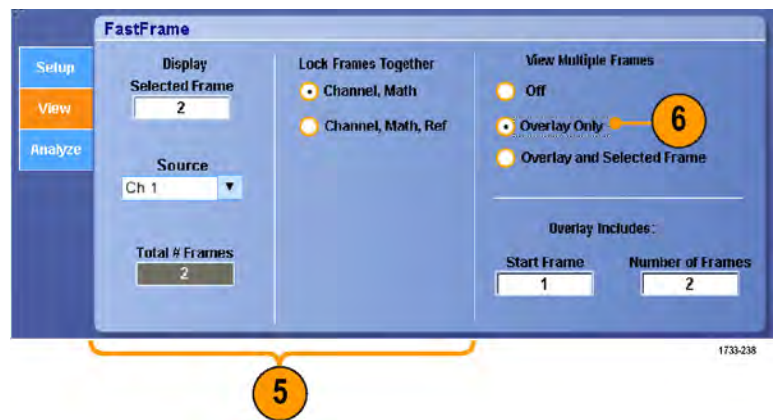 FastFrame
Setup
View
Analyze
Display
Selected Frame
2
Source
Ch 1
Total # Frames
2
Lock Frames Together
Channel, Math
Channel, Math, Ref
View Multiple Frames
Off
Overlay Only
6
Overlay and Selected Frame
Overlay Includes:
Start Frame
1
Number of Frames
2
1733-238
5